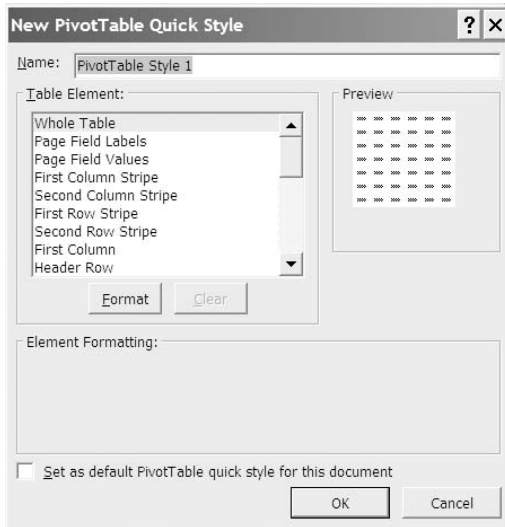 New PivotTable Quick Style ? ×
Name: PivotTable Style 1
Table Element:
Preview
Whole Table
Page Field Labels
Page Field Values
First Column Stripe
Second Column Stripe
First Row Stripe
Second Row Stripe
First Column
Header Row
Format Clear
Element Formatting:
Set as default PivotTable quick style for this document
OK Cancel